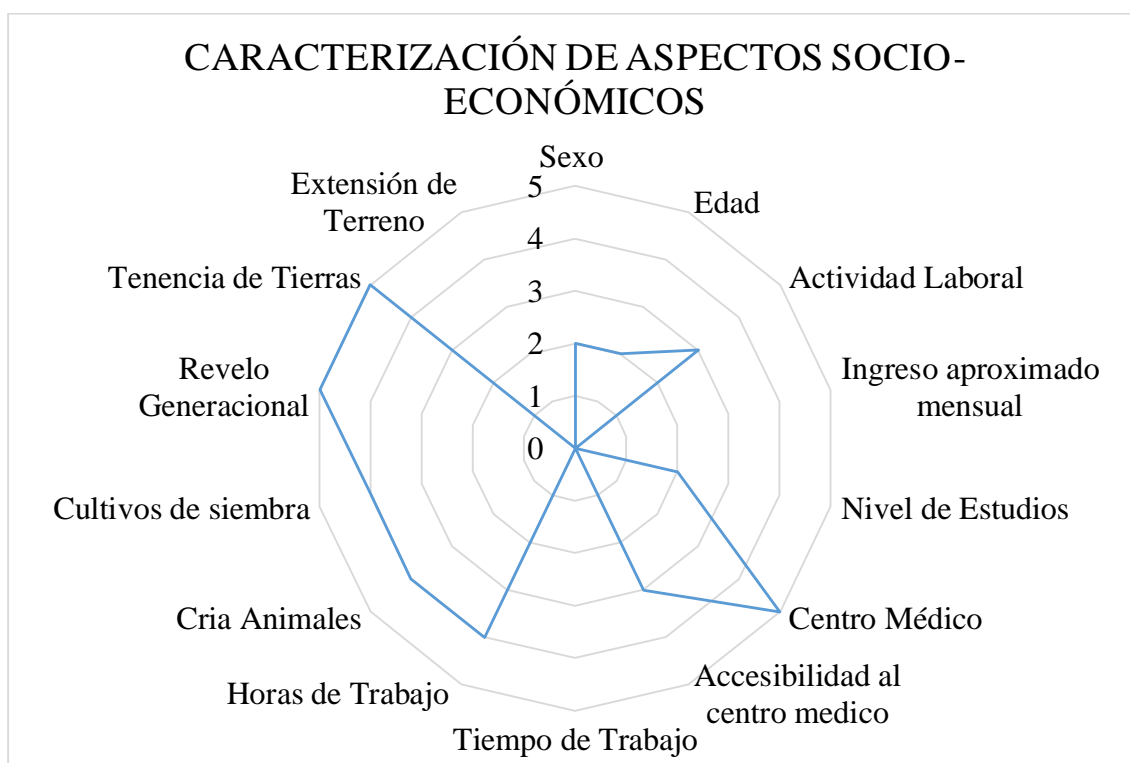 CARACTERIZACIÓN DE ASPECTOS SOCIO-
ECONÓMICOS
Sexo
Edad
Actividad Laboral
Ingreso aproximado
mensual
Nivel de Estudios
Centro Médico
Accesibilidad al
centro medico
Tiempo de Trabajo
Horas de Trabajo
Cria Animales
Cultivos de siembra
Revelo
Generacional
Tenencia de Tierras
Extensión de
Terreno
5
4
3
2
1
0